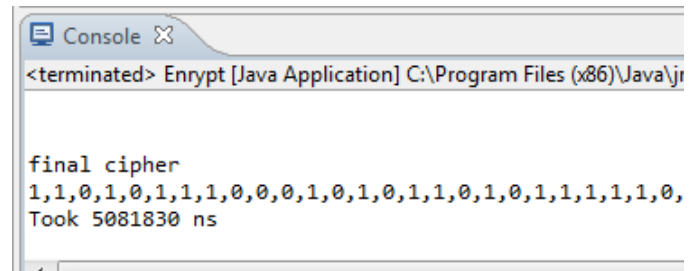 Console
<terminated> Enrypt [Java Application] C:\Program Files (x86)\Java\jr
final cipher
1,1,0,1,0,1,1,1,0,0,0,1,0,1,0,1,1,0,1,0,1,1,1,1,1,0,
Took 5081830 ns